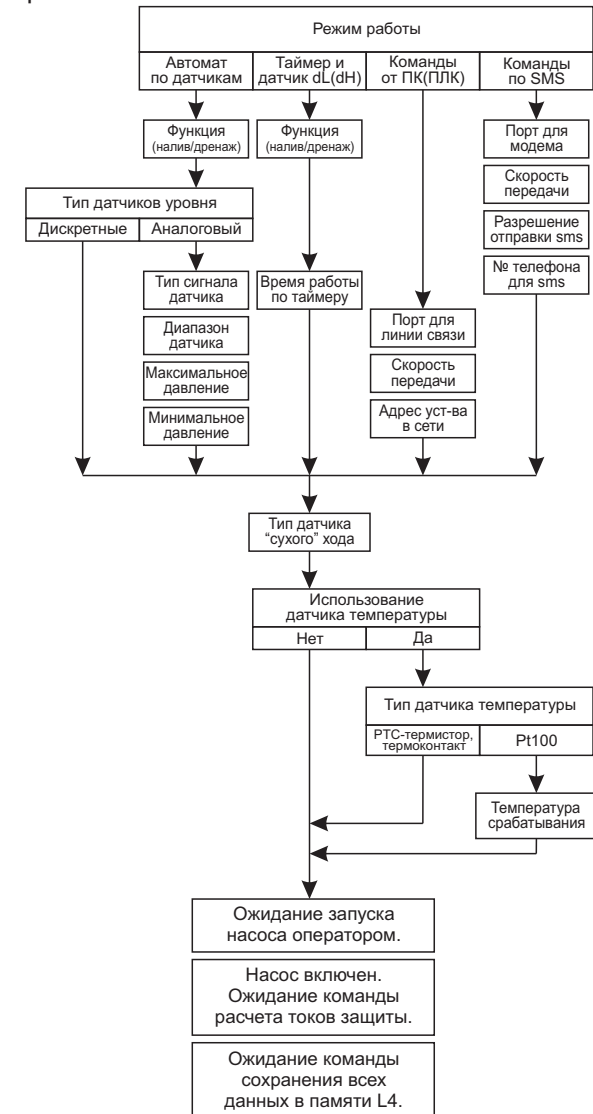 Режим работы
Автомат
по датчикам
Таймер и
датчик dL(dH)
Команды
от ПК(ПЛК)
Команды
по SMS
Функция
(налив/дренаж)
Функция
(налив/дренаж)
Порт для
модема
Скорость
передачи
Разрешение
отправки sms
№ телефона
для sms
Тип датчиков уровня
Дискретные
Аналоговый
Тип сигнала
датчика
Диапазон
датчика
Максимальное
давление
Минимальное
давление
Время работы
по таймеру
Порт для
линии связи
Скорость
передачи
Адрес уст-ва
в сети
Тип датчика
“сухого” хода
Использование
датчика температуры
Нет
Да
Тип датчика температуры
РТС-термистор,
термоконтакт
Pt100
Температура
срабатывания
Ожидание запуска
насоса оператором.
Насос включен.
Ожидание команды
расчета токов защиты.
Ожидание команды
сохранения всех
данных в памяти L4.